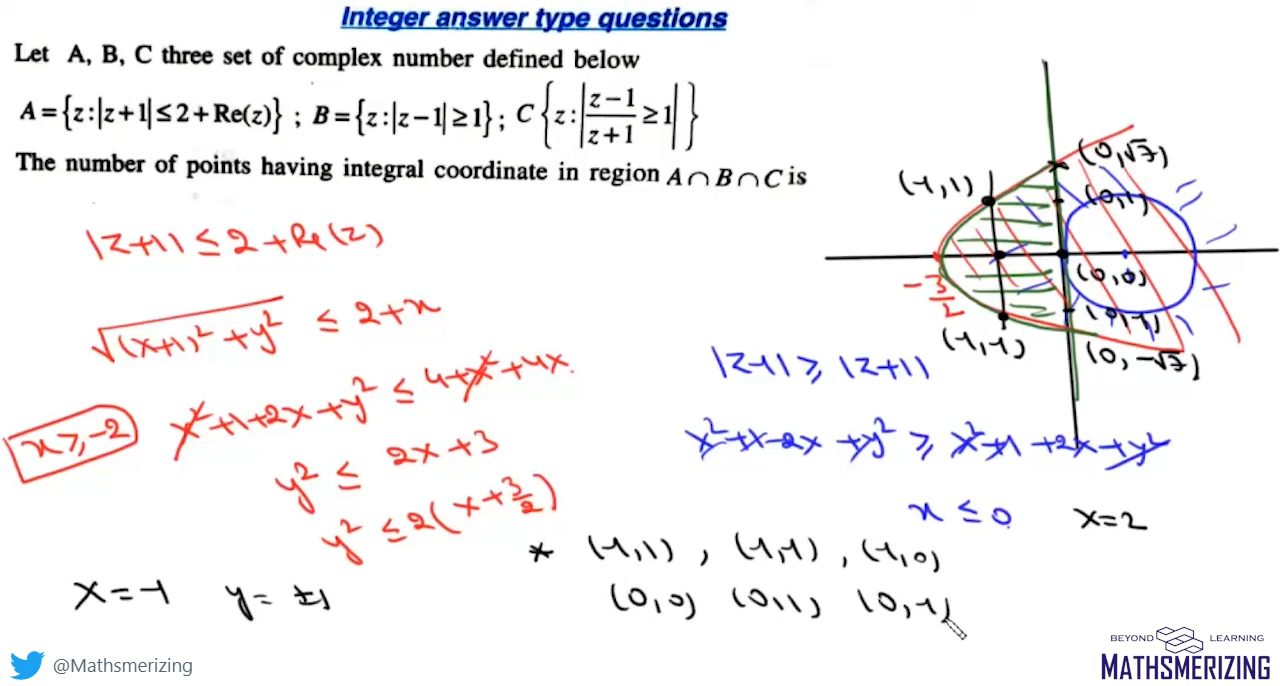 Integer answer type questions
Let A, B, C three set of complex number defined below
A={z:|z+1|≤2+Re(z)} ; B={z:|z−1|≥1}; C{z:|z−1/z+1≥1|}
The number of points having integral coordinate in region A∩B∩C is
|z+1| ≤ 2+Re(z)
√(x+1)²+y² ≤ 2+x
x²+1+2x+y² ≤ 4+x²+4x.
x ≥ -2
y² ≤ 2x+3
y² ≤ 2(x+3/2)
x=-1 y= ±1
(0,√3)
(-1,1)
(0,1)
(0,0)
-3/2
(0,-1)
(-1,-1)
(0,-√3)
|z-1| ≥ |z+1|
x²+1-2x+y² ≥ x²+1+2x+y²
x ≤ 0 x=2
* (-1,1), (-1,-1), (-1,0)
(0,0) (0,1) (0,-1)
@Mathsmerizing
BEYOND LEARNING
MATHSMERIZING